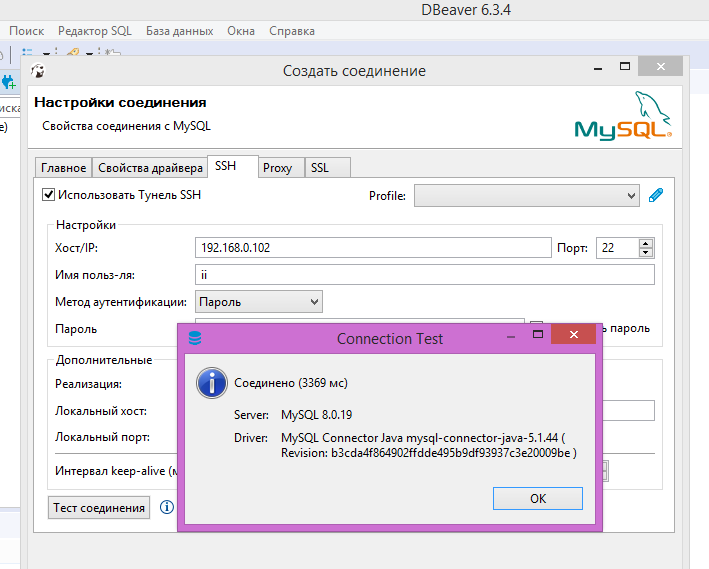 DBeaver 6.3.4
Поиск Редактор SQL База данных Окна Справка
Создать соединение
Настройки соединения
Свойства соединения с MySQL
MySQL
Главное Свойства драйвера SSH Proxy SSL
Использовать Тунель SSH Profile:
Настройки
Хост/IP: 192.168.0.102 Порт: 22
Имя польз-ля: ii
Метод аутентификации: Пароль
Пароль пароль
Дополнительные
Реализация:
Локальный хост:
Локальный порт:
Интервал keep-alive (м
Тест соединения
Connection Test
Соединено (3369 мс)
Server: MySQL 8.0.19
Driver: MySQL Connector Java mysql-connector-java-5.1.44 (
Revision: b3cda4f864902ffdde495b9df93937c3e20009be )
OK